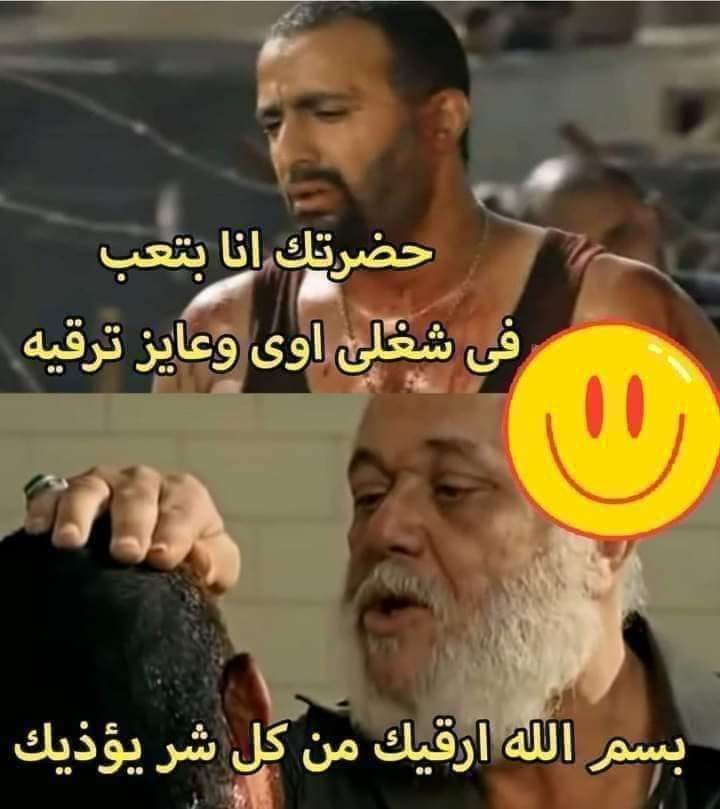 حضرتك انا بتعب
فى شغلى اوى وعايز ترقيه
بسم الله ارقيك من كل شر يؤذيك